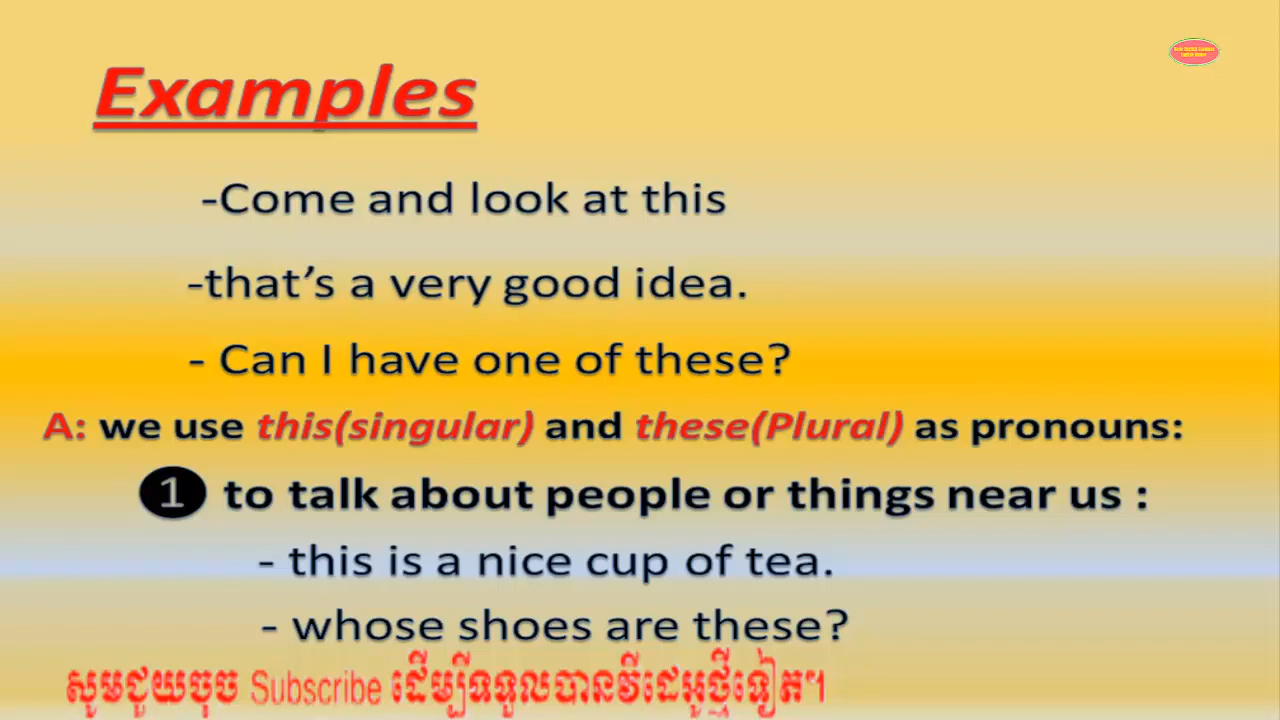 Examples
-Come and look at this
-that’s a very good idea.
- Can I have one of these?
A: we use this(singular) and these(Plural) as pronouns:
1 to talk about people or things near us :
- this is a nice cup of tea.
- whose shoes are these?
សូមជួយចុច Subscribe ដើម្បីទទួលបានវីដេអូថ្មីទៀត។